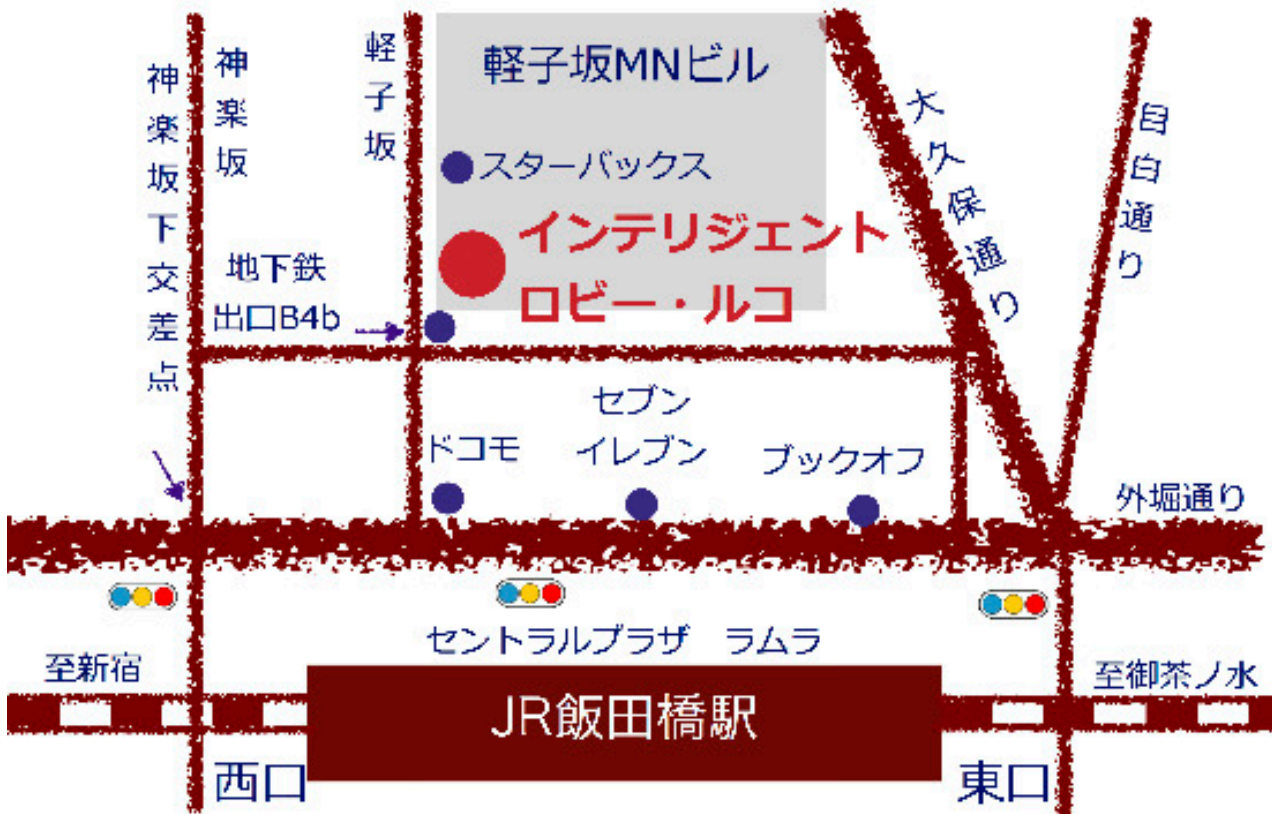 神楽坂下交差点
神楽坂
軽子坂
軽子坂MNビル
大久保通り
目白通り
スターバックス
インテリジェント
ロビー・ルコ
地下鉄
出口B4b
セブン
イレブン
ドコモ
ブックオフ
外堀通り
セントラルプラザ ラムラ
至新宿
至御茶ノ水
JR飯田橋駅
西口
東口